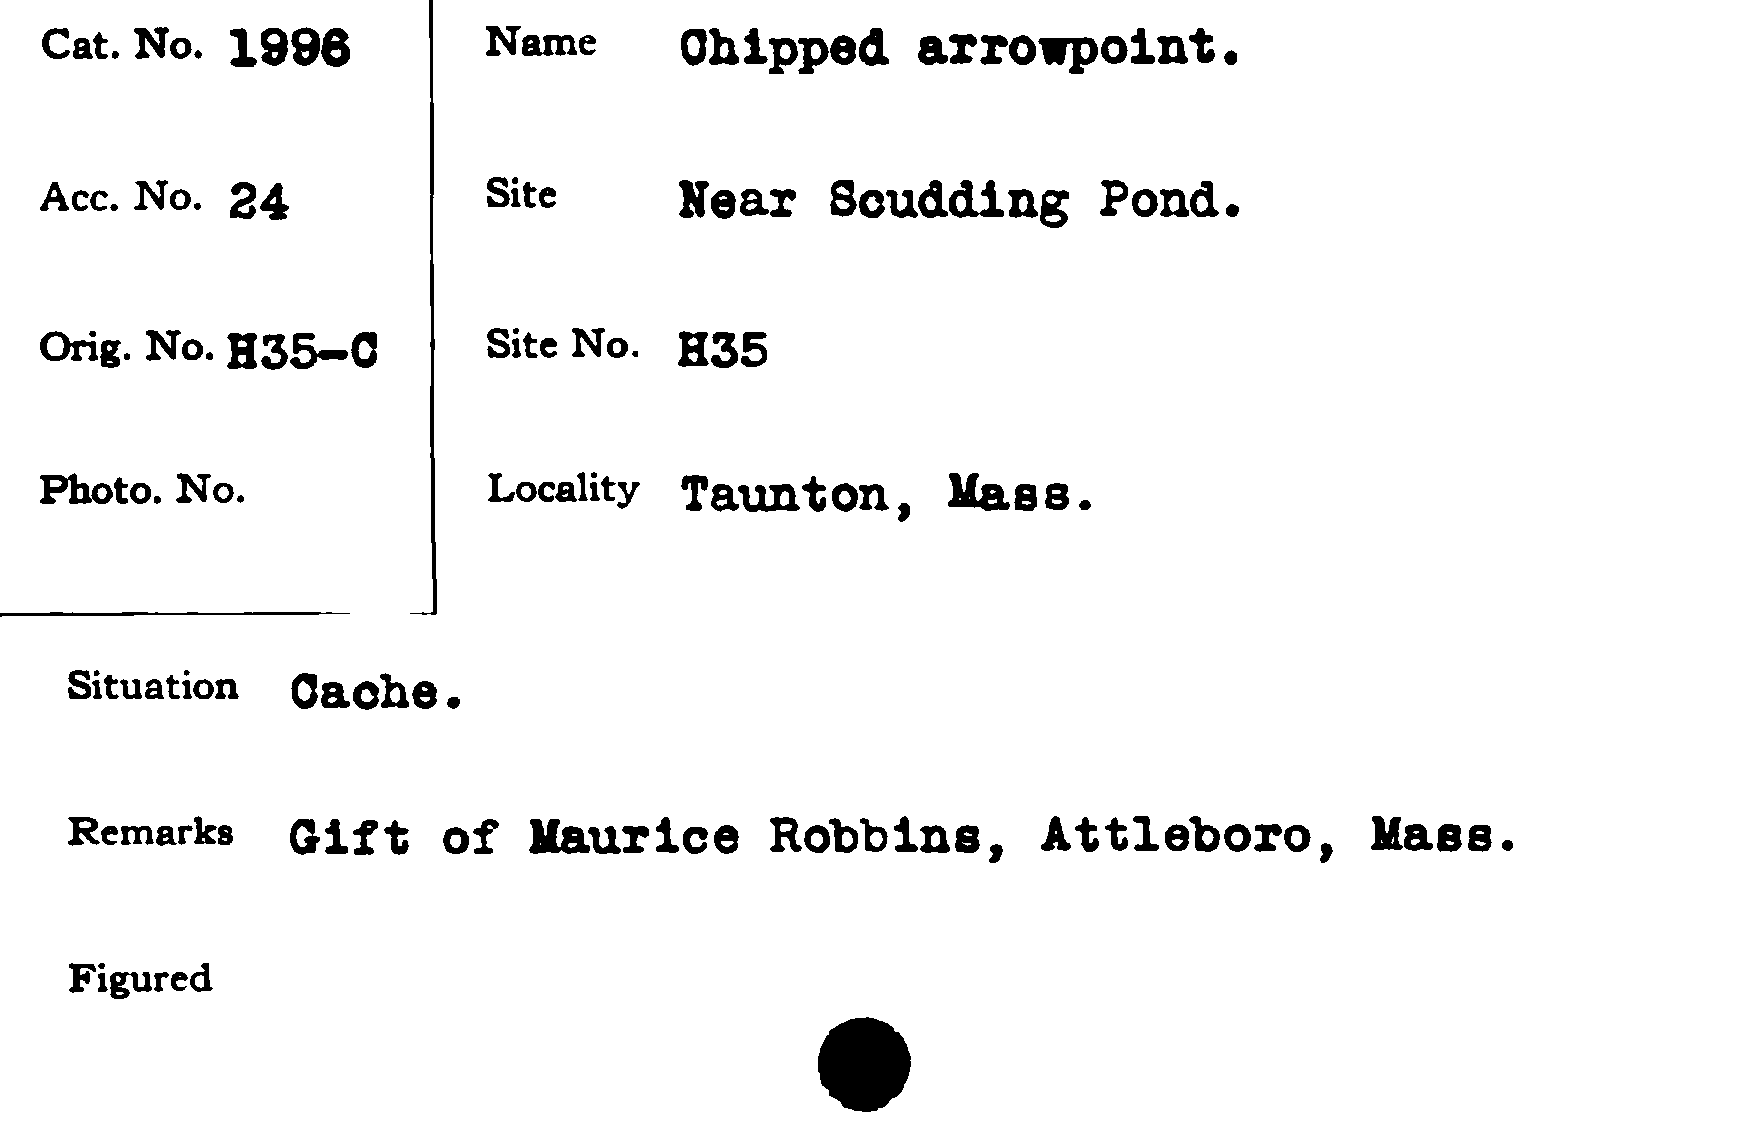 Cat. No. 1996
Name Chipped arrowpoint.
Acc. No. 24
Site Near Scudding Pond.
Orig. No. H35-C
Site No. H35
Photo. No.
Locality Taunton, Mass.
Situation Cache.
Remarks Gift of Maurice Robbins, Attleboro, Mass.
Figured